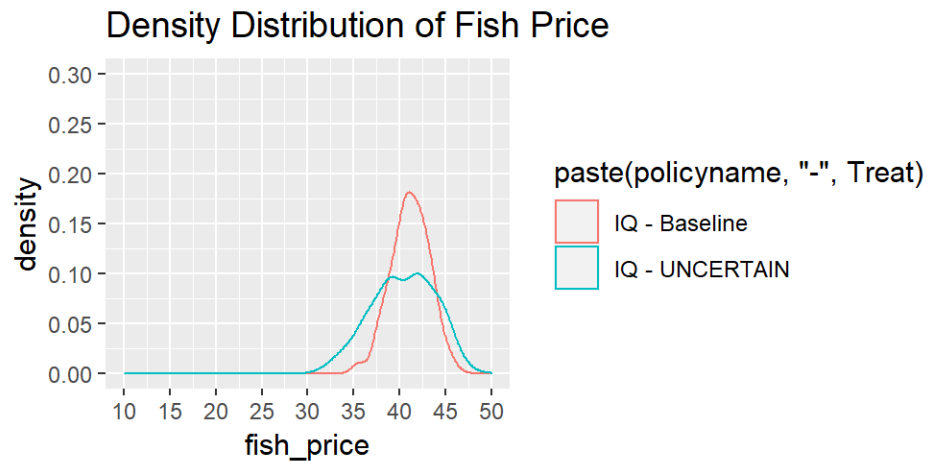 Density Distribution of Fish Price
0.30
0.25
0.20
0.15
0.10
0.05
0.00
density
10 15 20 25 30 35 40 45 50
fish_price
paste(policyname, "-", Treat)
IQ - Baseline
IQ - UNCERTAIN